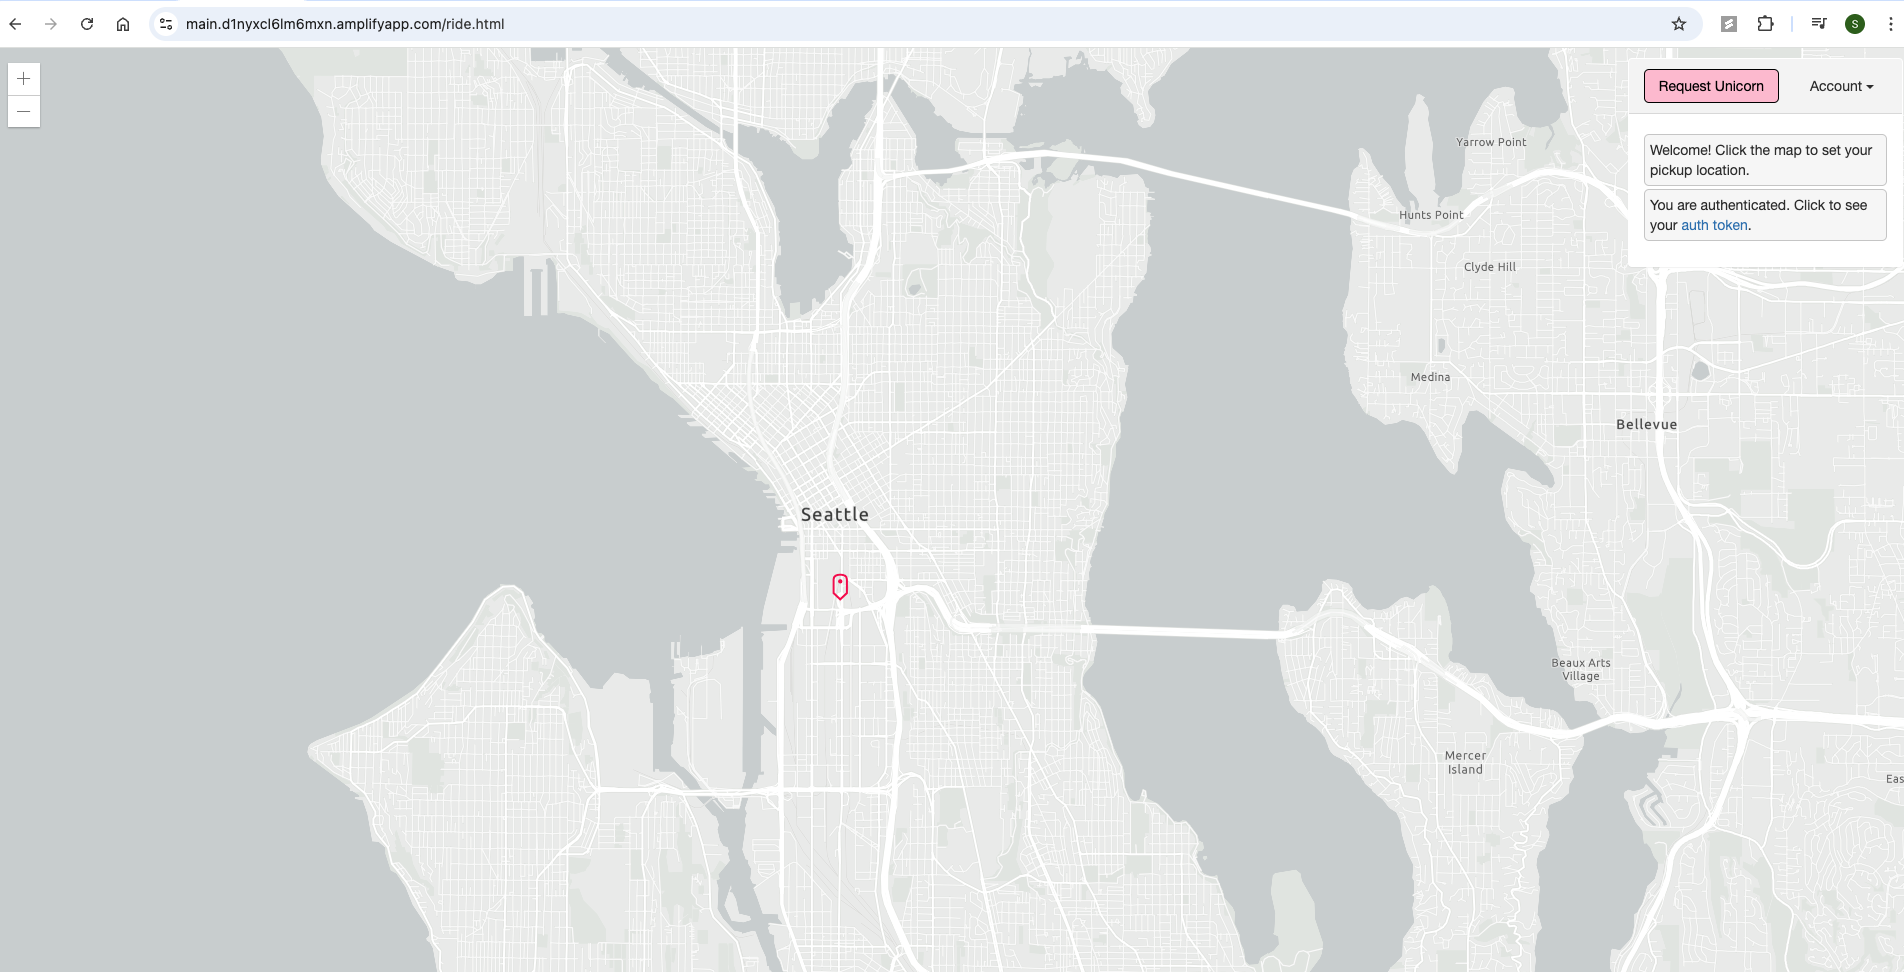 main.d1nyxcl6lm6mxn.amplifyapp.com/ride.html
S
Request Unicorn
Account
Welcome! Click the map to set your
pickup location.
You are authenticated. Click to see
your auth token.
Yarrow Point
Hunts Point
Clyde Hill
Medina
Bellevue
Seattle
Beaux Arts
Village
Mercer
Island
Eas